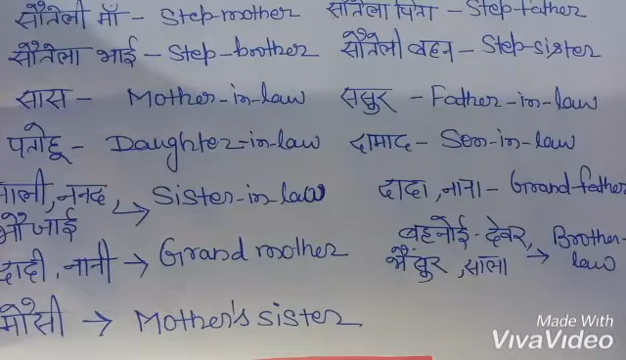 सौतेली माँ - Step-mother सौतेला पिता - Step-father
सौतेला भाई - Step-brother सौतेली बहन - Step-sister
सास - Mother-in-law ससुर - Father-in-law
पतोहू - Daughter-in-law दामाद - Son-in-law
साली, ननद, भौजाई → Sister-in-law दादा, नाना - Grand-father
दादी, नानी → Grand mother बहनोई - देवर, भैंसुर, साला → Brother- law
मौसी → Mother's sister
Made With
VivaVideo